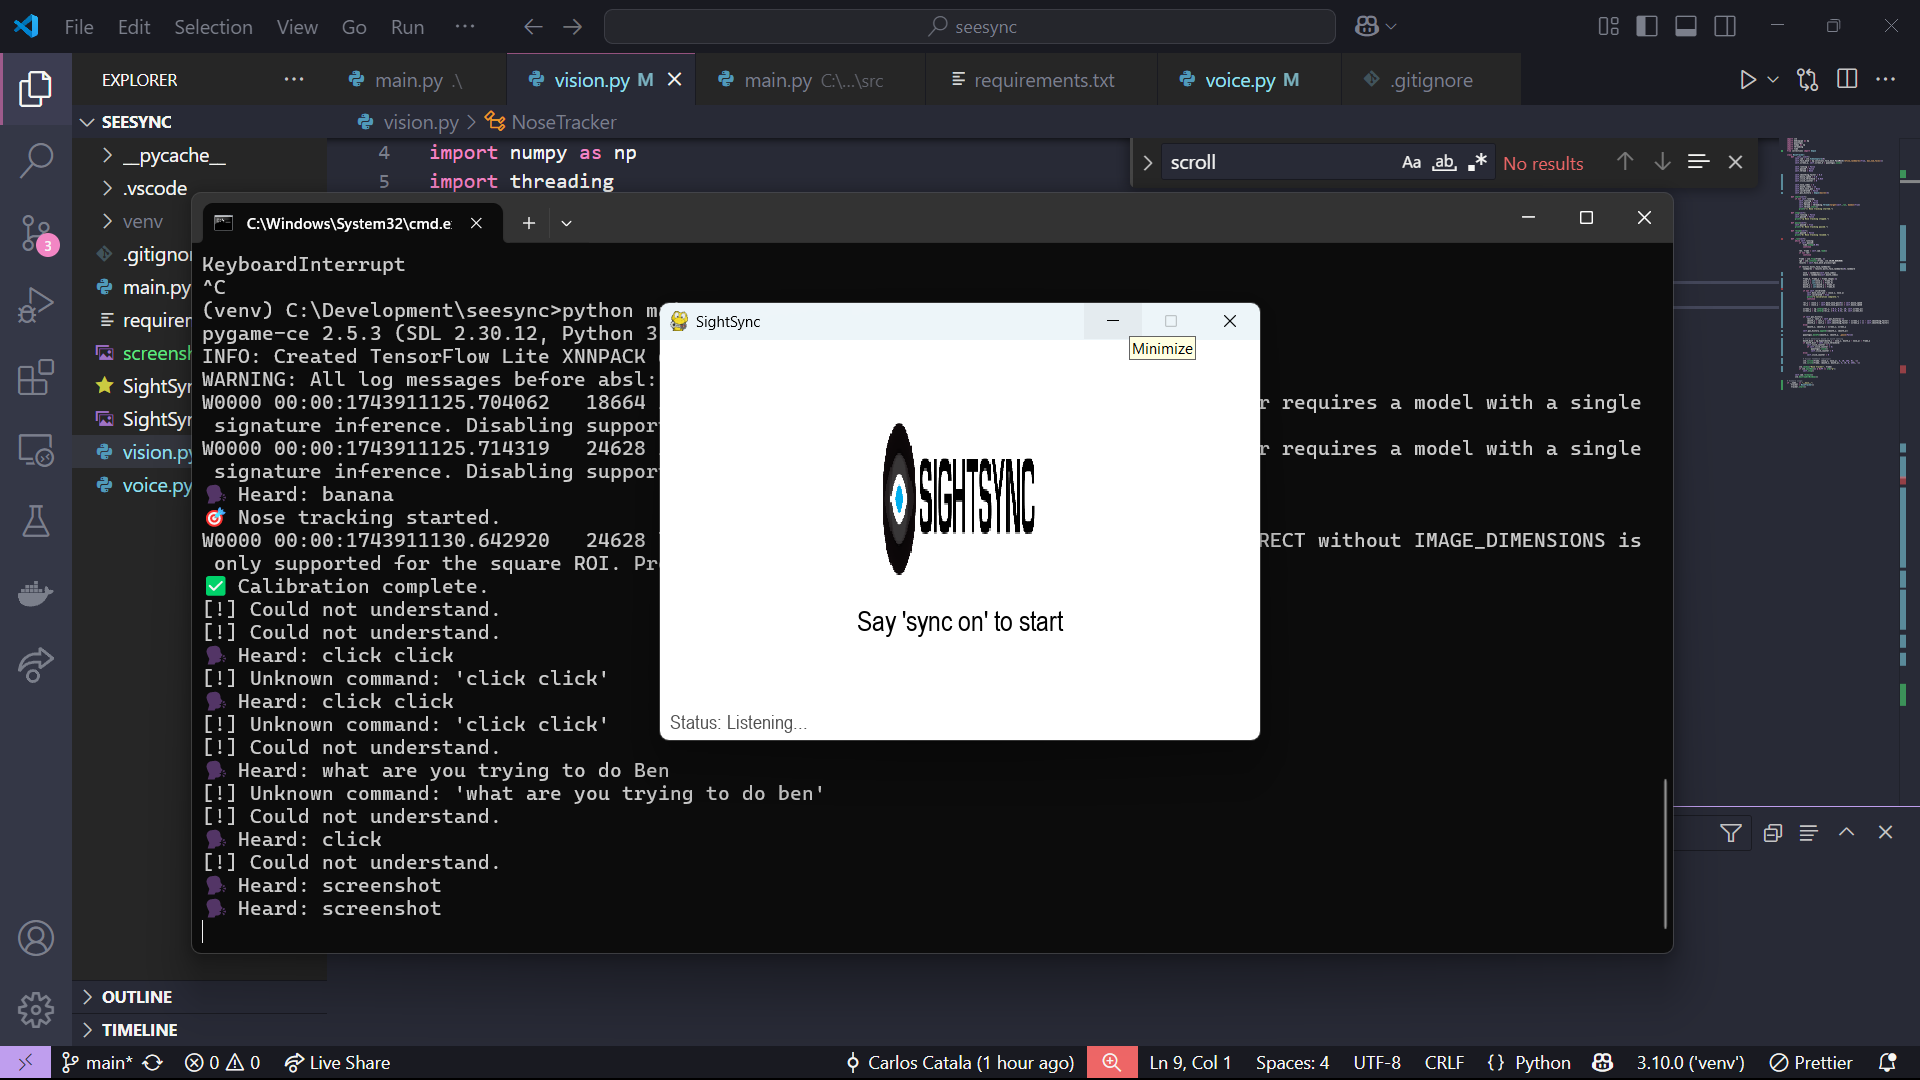 File Edit Selection View Go Run ···
seesync
EXPLORER ···
main.py .\
vision.py M
main.py C:\...\src
requirements.txt
voice.py M
.gitignore
SEESYNC
vision.py > NoseTracker
__pycache__
.vscode
venv
.gitignor
main.py
requirer
screensh
SightSyn
SightSyn
vision.py
voice.py
4 import numpy as np
5 import threading
scroll Aa ab No results
C:\Windows\System32\cmd.e
KeyboardInterrupt
^C
(venv) C:\Development\seesync>python m
pygame-ce 2.5.3 (SDL 2.30.12, Python 3
INFO: Created TensorFlow Lite XNNPACK
WARNING: All log messages before absl:
W0000 00:00:1743911125.704062 18664 r requires a model with a single
signature inference. Disabling suppor
W0000 00:00:1743911125.714319 24628 r requires a model with a single
signature inference. Disabling suppor
Heard: banana
Nose tracking started.
W0000 00:00:1743911130.642920 24628 RECT without IMAGE_DIMENSIONS is
only supported for the square ROI. Pr
Calibration complete.
[!] Could not understand.
[!] Could not understand.
Heard: click click
[!] Unknown command: 'click click'
Heard: click click
[!] Unknown command: 'click click'
[!] Could not understand.
Heard: what are you trying to do Ben
[!] Unknown command: 'what are you trying to do ben'
[!] Could not understand.
Heard: click
[!] Could not understand.
Heard: screenshot
Heard: screenshot
SightSync
Minimize
SIGHTSYNC
Say 'sync on' to start
Status: Listening...
3
OUTLINE
TIMELINE
main* 0 0 Live Share Carlos Catala (1 hour ago) Ln 9, Col 1 Spaces: 4 UTF-8 CRLF {} Python 3.10.0 ('venv') Prettier